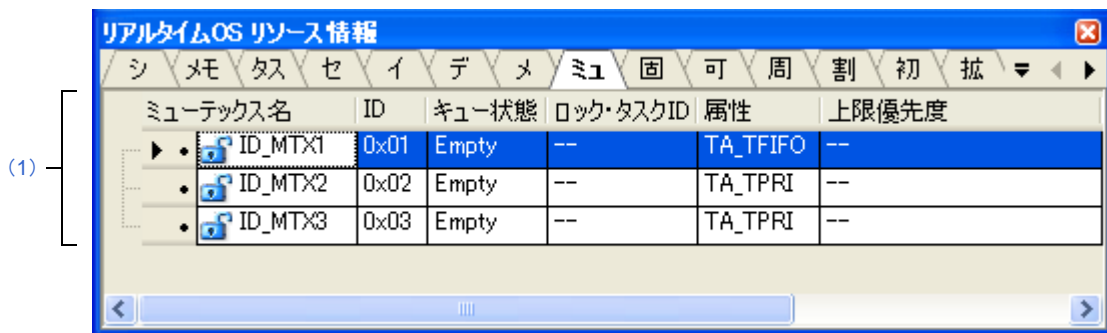 リアルタイムOS リソース情報
シ メモ タス セ イ デ メ ミュ 固 可 周 割 初 拡
ミューテックス名 ID キュー状態 ロック・タスクID 属性 上限優先度
(1)
ID_MTX1 0x01 Empty -- TA_TFIFO --
ID_MTX2 0x02 Empty -- TA_TPRI --
ID_MTX3 0x03 Empty -- TA_TPRI --